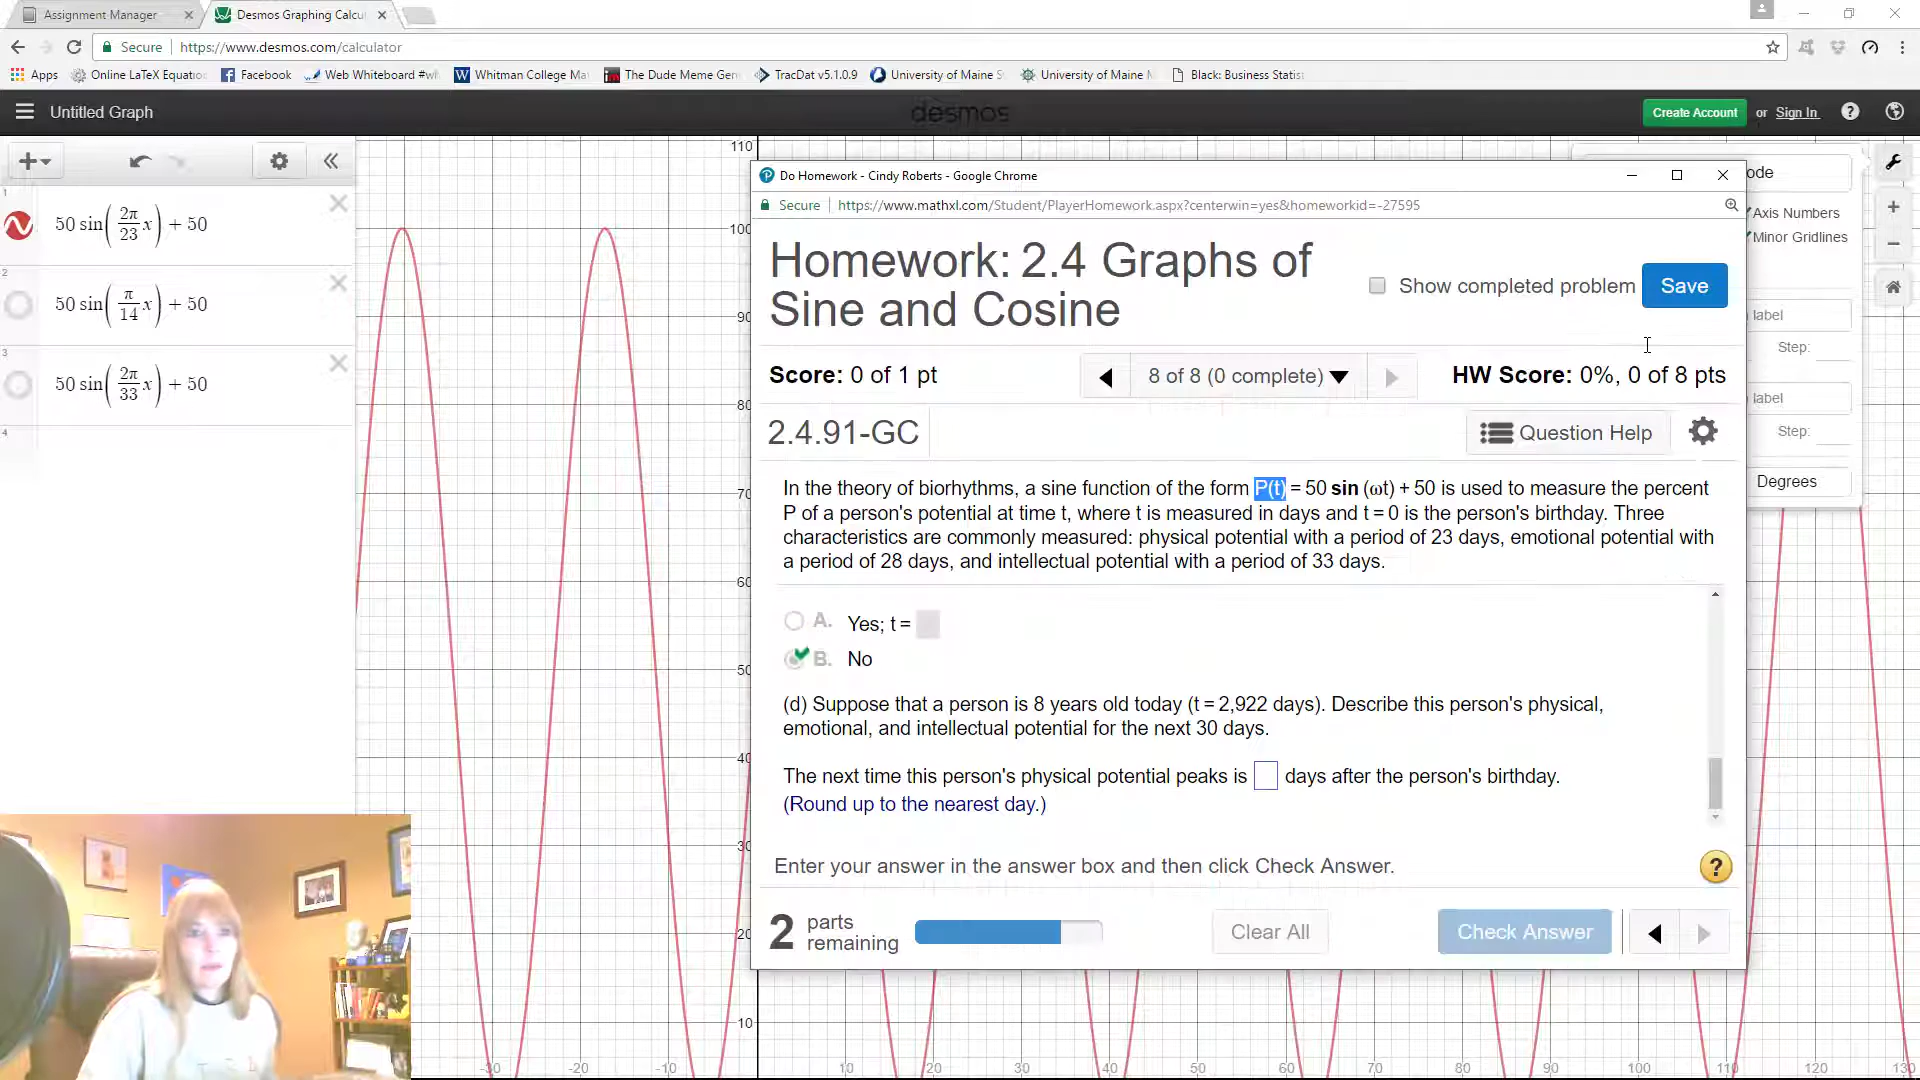 Assignment Manager
Desmos Graphing Calcu
Secure | https://www.desmos.com/calculator
Apps Online LaTeX Equatio Facebook Web Whiteboard #wl Whitman College Ma The Dude Meme Gen TracDat v5.1.0.9 University of Maine S University of Maine M Black: Business Statis
Untitled Graph
desmos
Create Account or Sign In
1
50 sin(2π/23 x) + 50
2
50 sin(π/14 x) + 50
3
50 sin(2π/33 x) + 50
4
110
100
90
80
70
60
50
40
30
20
10
-30 -20 -10 10 20 30 40 50 60 70 80 90 100 110 120 130
ode
Axis Numbers
Minor Gridlines
label
Step:
label
Step:
Degrees
Do Homework - Cindy Roberts - Google Chrome
Secure | https://www.mathxl.com/Student/PlayerHomework.aspx?centerwin=yes&homeworkid=-27595
Homework: 2.4 Graphs of
Sine and Cosine
Show completed problem
Save
Score: 0 of 1 pt
8 of 8 (0 complete)
HW Score: 0%, 0 of 8 pts
2.4.91-GC
Question Help
In the theory of biorhythms, a sine function of the form P(t) = 50 sin (ωt) + 50 is used to measure the percent
P of a person's potential at time t, where t is measured in days and t = 0 is the person's birthday. Three
characteristics are commonly measured: physical potential with a period of 23 days, emotional potential with
a period of 28 days, and intellectual potential with a period of 33 days.
A. Yes; t =
B. No
(d) Suppose that a person is 8 years old today (t = 2,922 days). Describe this person's physical,
emotional, and intellectual potential for the next 30 days.
The next time this person's physical potential peaks is days after the person's birthday.
(Round up to the nearest day.)
Enter your answer in the answer box and then click Check Answer.
?
2 parts
remaining
Clear All
Check Answer